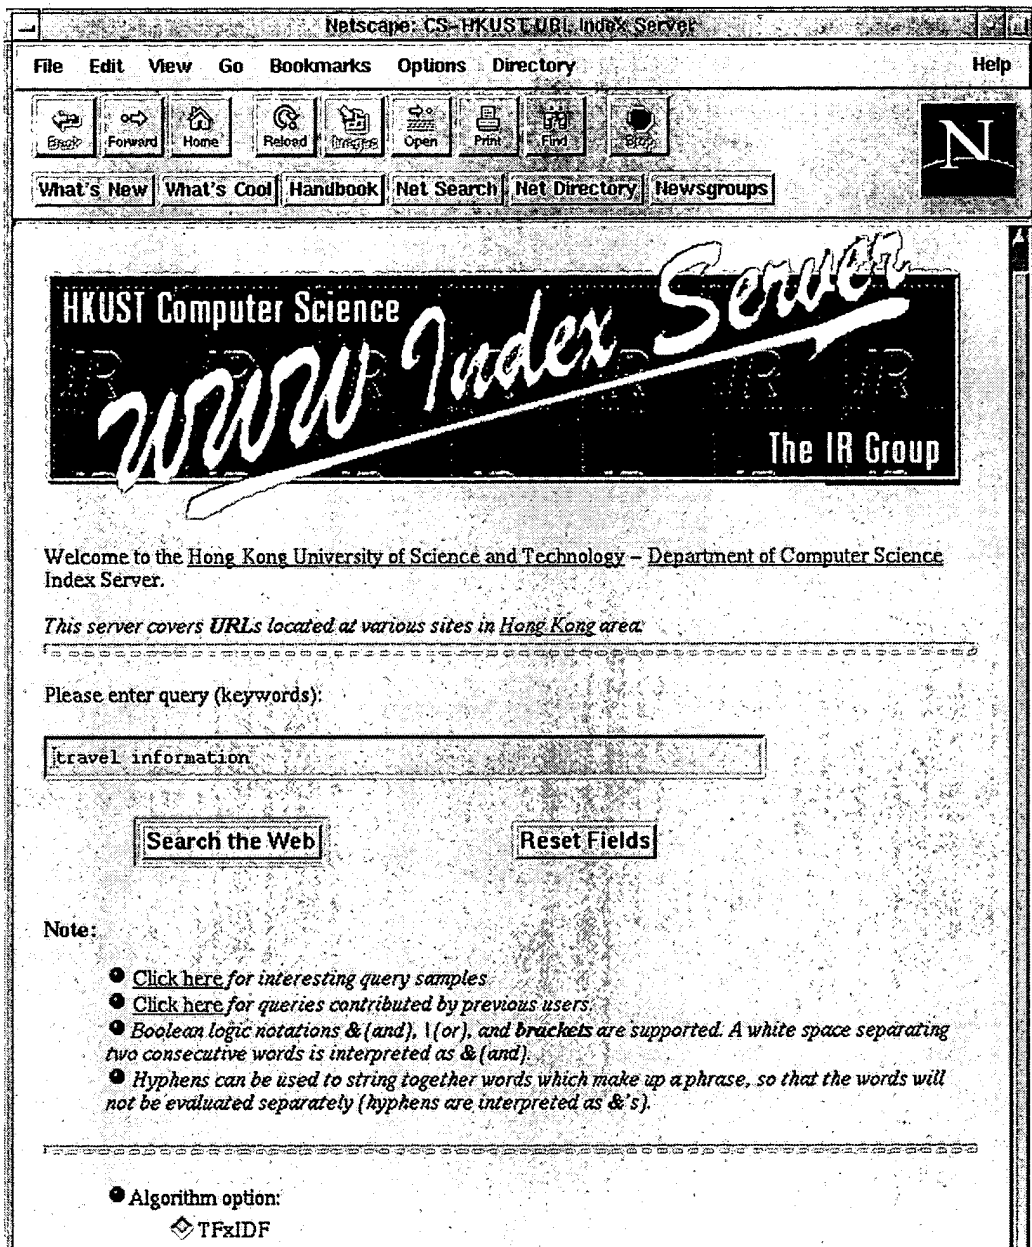 Netscape: CS-HKUST UBL Index Server
File Edit View Go Bookmarks Options Directory Help
Back Forward Home Reload Images Open Print Find Stop
N
What's New What's Cool Handbook Net Search Net Directory Newsgroups
HKUST Computer Science
WWW Index Server
IR IR IR IR IR
The IR Group
Welcome to the Hong Kong University of Science and Technology – Department of Computer Science
Index Server.
This server covers URLs located at various sites in Hong Kong area.
Please enter query (keywords):
travel information
Search the Web Reset Fields
Note:
Click here for interesting query samples.
Click here for queries contributed by previous users.
Boolean logic notations & (and), | (or), and brackets are supported. A white space separating
two consecutive words is interpreted as & (and).
Hyphens can be used to string together words which make up a phrase, so that the words will
not be evaluated separately (hyphens are interpreted as &'s).
Algorithm option:
TFxIDF